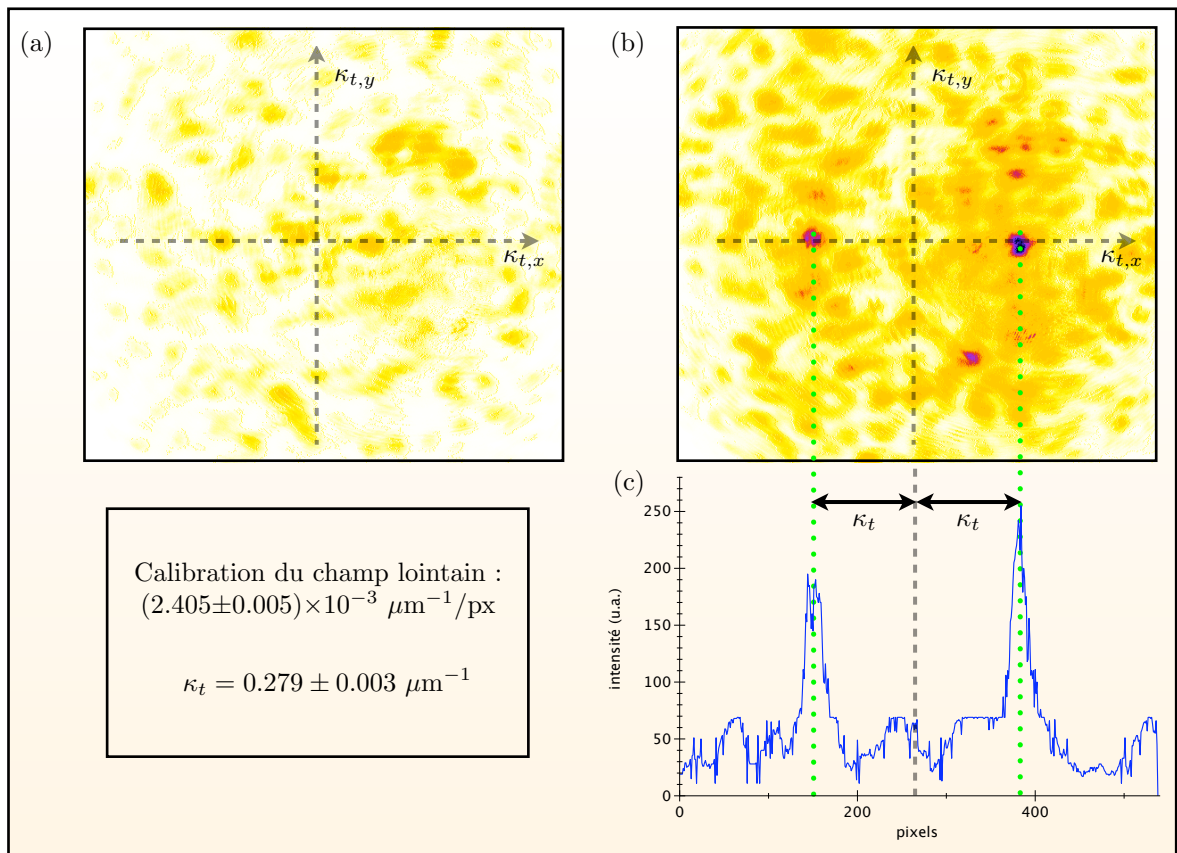 (a)
κt,y
κt,x
(b)
κt,y
κt,x
Calibration du champ lointain :
(2.405±0.005)×10⁻³ μm⁻¹/px
κt = 0.279 ± 0.003 μm⁻¹
(c)
κt κt
250
200
150
100
50
0
intensité (u.a.)
0 200 400
pixels